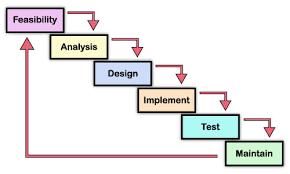 Feasibility
Analysis
Design
Implement
Test
Maintain